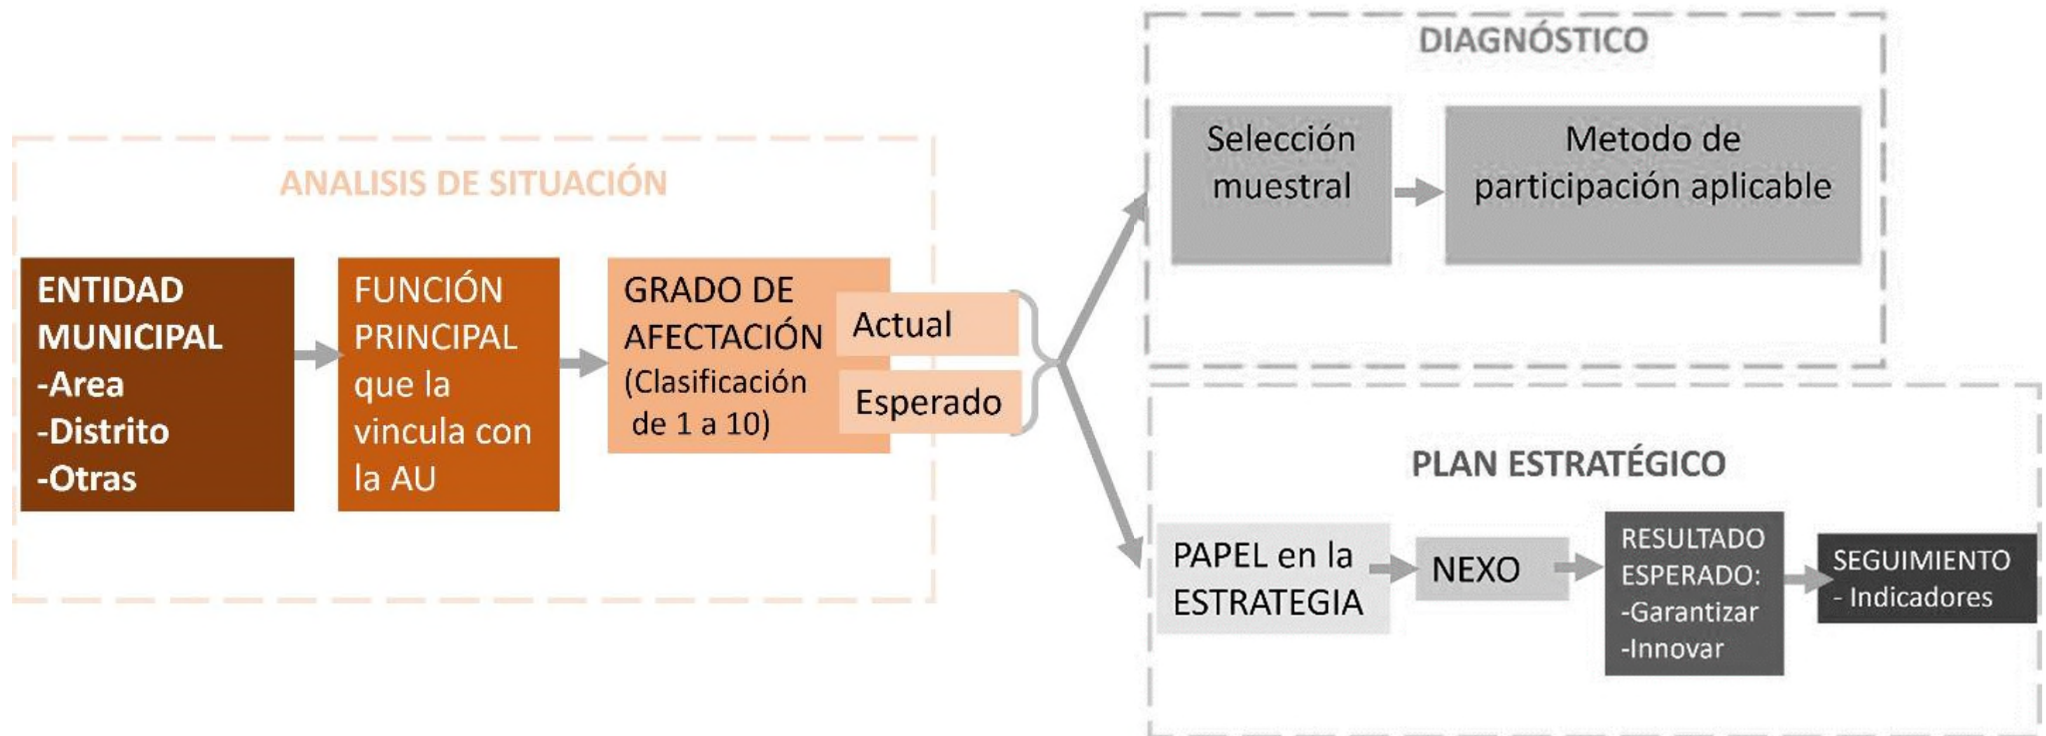 ANALISIS DE SITUACIÓN
ENTIDAD
MUNICIPAL
-Area
-Distrito
-Otras
FUNCIÓN
PRINCIPAL
que la
vincula con
la AU
GRADO DE
AFECTACIÓN
(Clasificación
de 1 a 10)
Actual
Esperado
DIAGNÓSTICO
Selección
muestral
Metodo de
participación aplicable
PLAN ESTRATÉGICO
PAPEL en la
ESTRATEGIA
NEXO
RESULTADO
ESPERADO:
-Garantizar
-Innovar
SEGUIMIENTO
- Indicadores